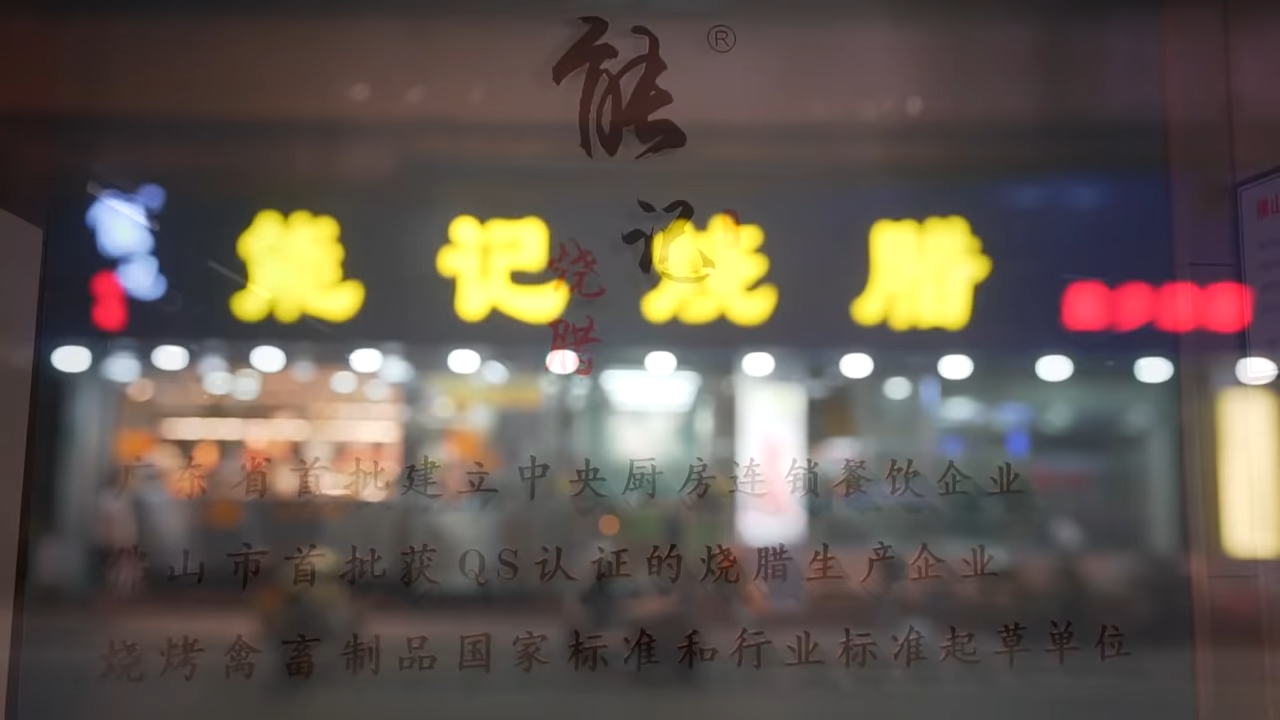 能
®
记
烧
腊
记烧腊
广东省首批建立中央厨房连锁餐饮企业
佛山市首批获QS认证的烧腊生产企业
烧烤禽畜制品国家标准和行业标准起草单位